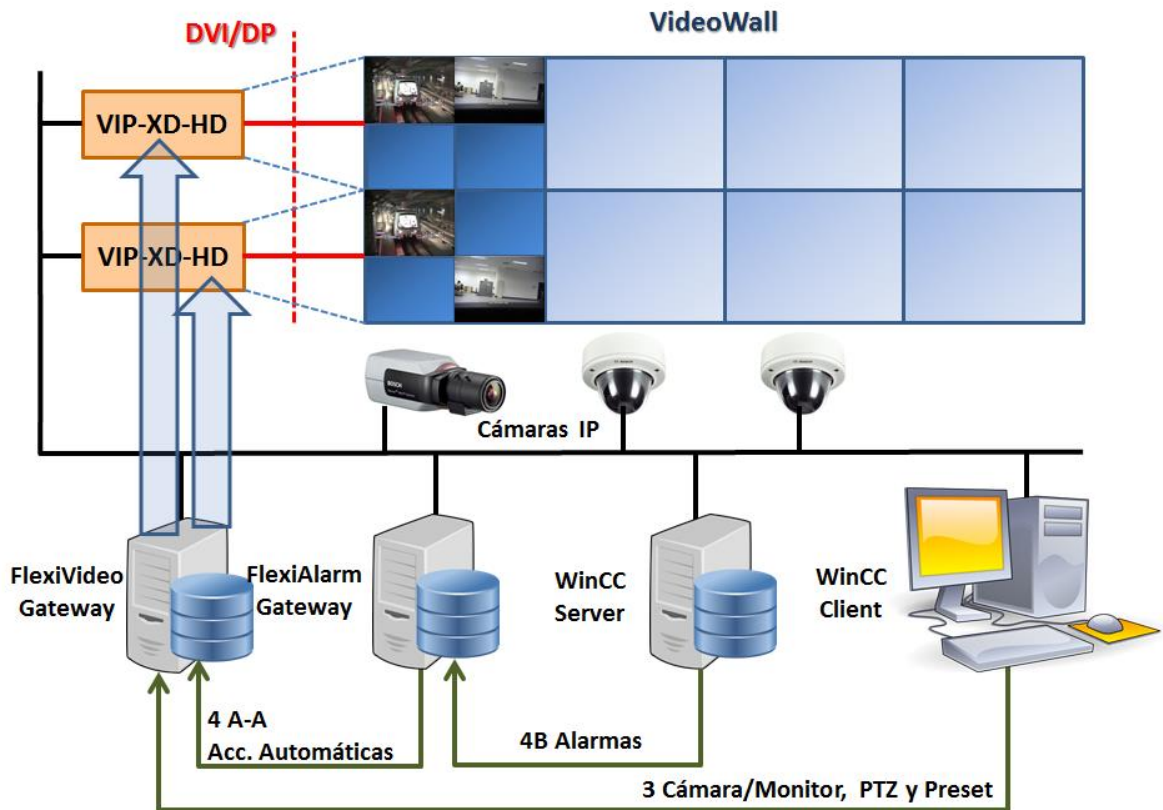 VideoWall
DVI/DP
VIP-XD-HD
VIP-XD-HD
BOSCH
Cámaras IP
FlexiVideo
Gateway
FlexiAlarm
Gateway
WinCC
Server
WinCC
Client
4 A-A
Acc. Automáticas
4B Alarmas
3 Cámara/Monitor, PTZ y Preset